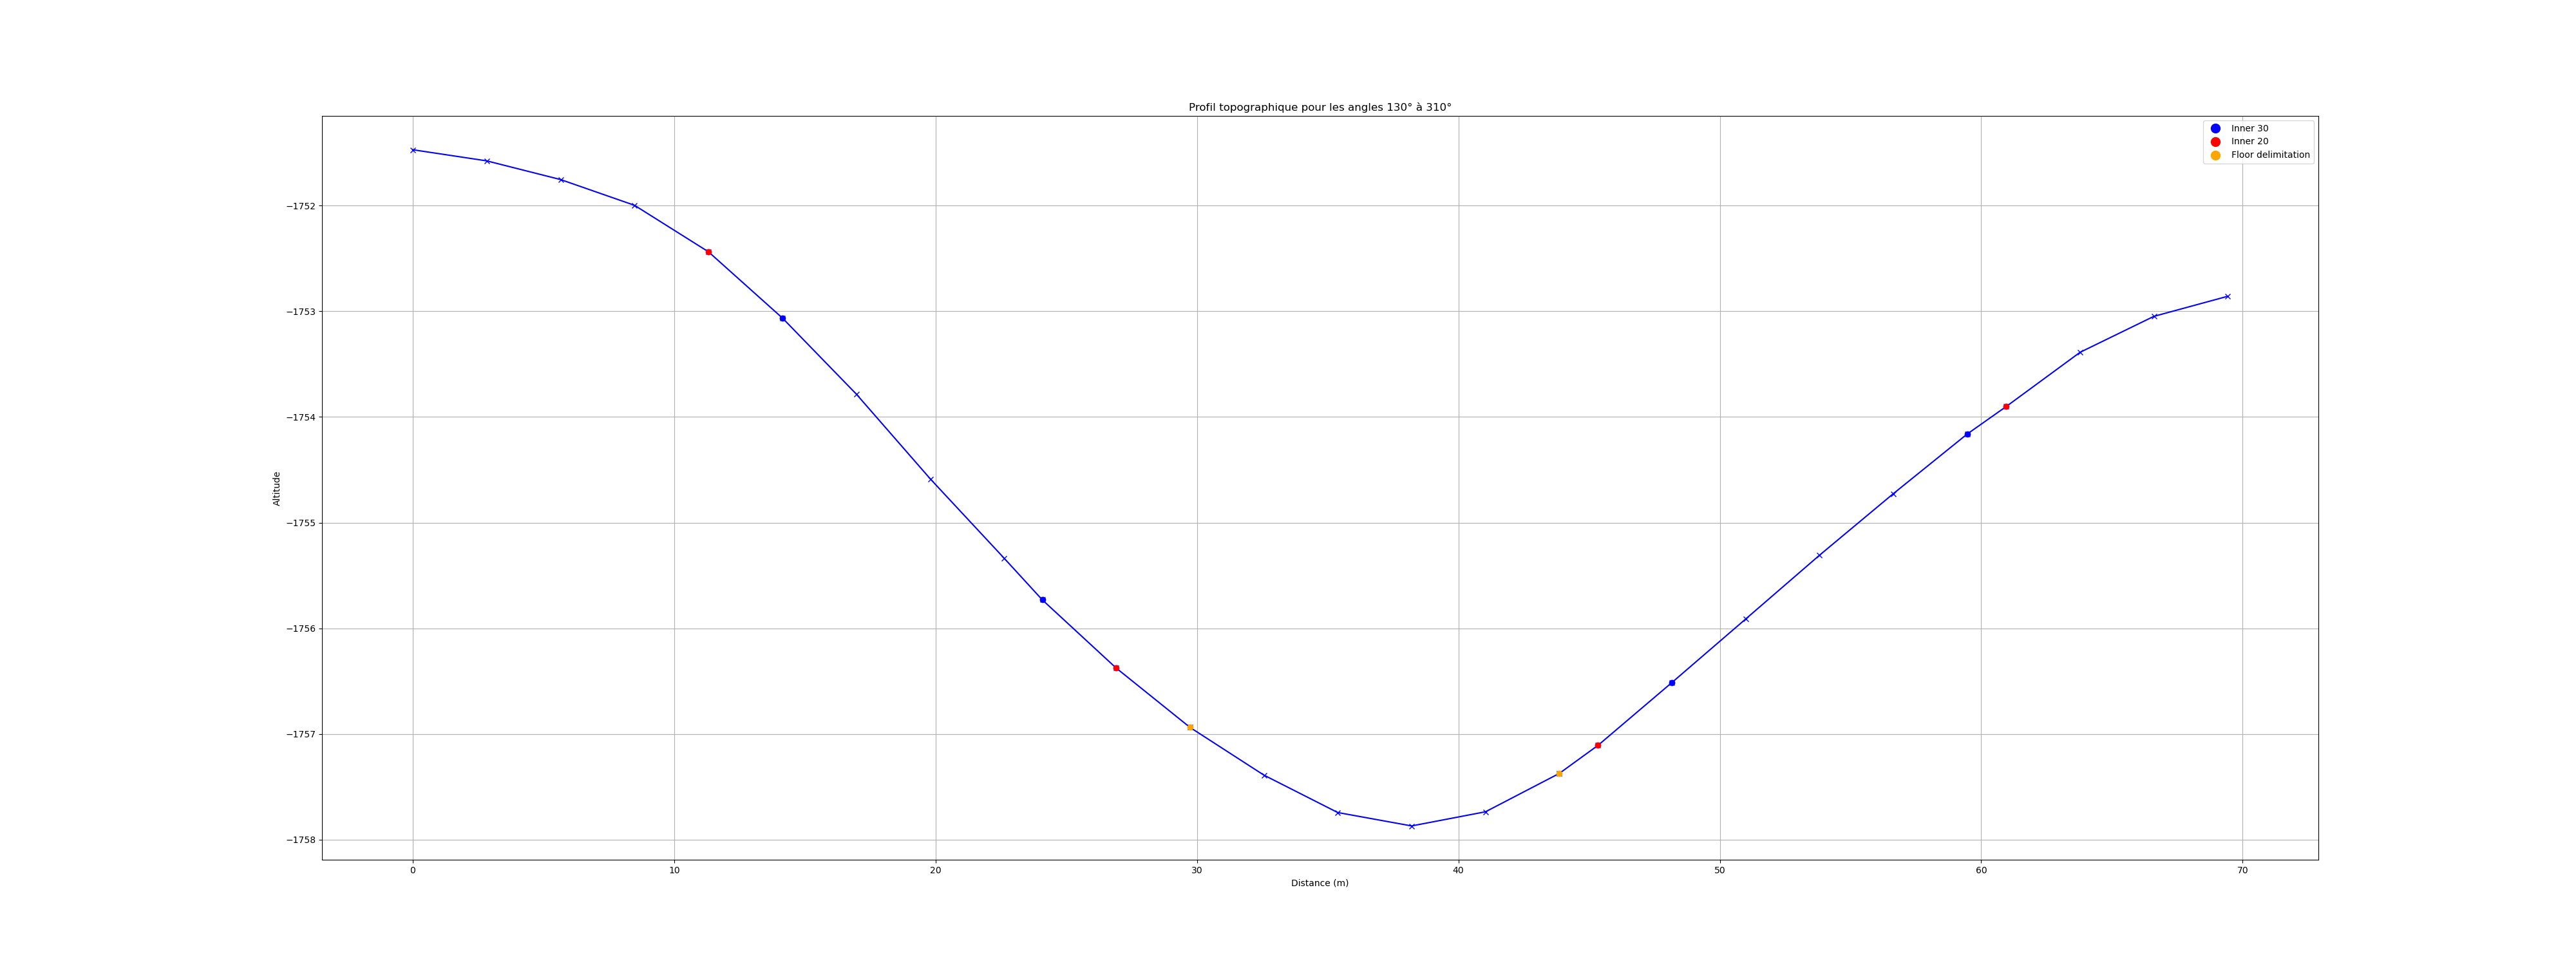 Profil topographique pour les angles 130° à 310°
Inner 30
Inner 20
Floor delimitation
−1752
−1753
−1754
−1755
−1756
−1757
−1758
Altitude
0 10 20 30 40 50 60 70
Distance (m)